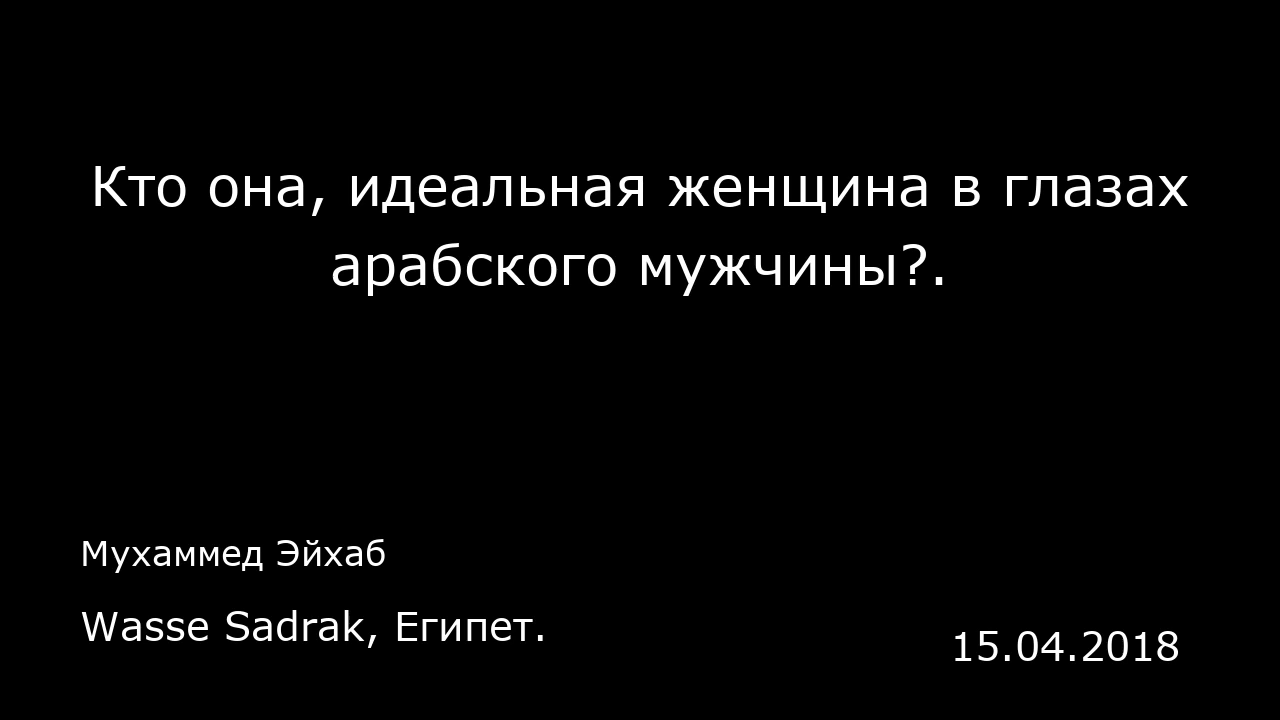 Кто она, идеальная женщина в глазах
арабского мужчины?.
Мухаммед Эйхаб
Wasse Sadrak, Египет.
15.04.2018